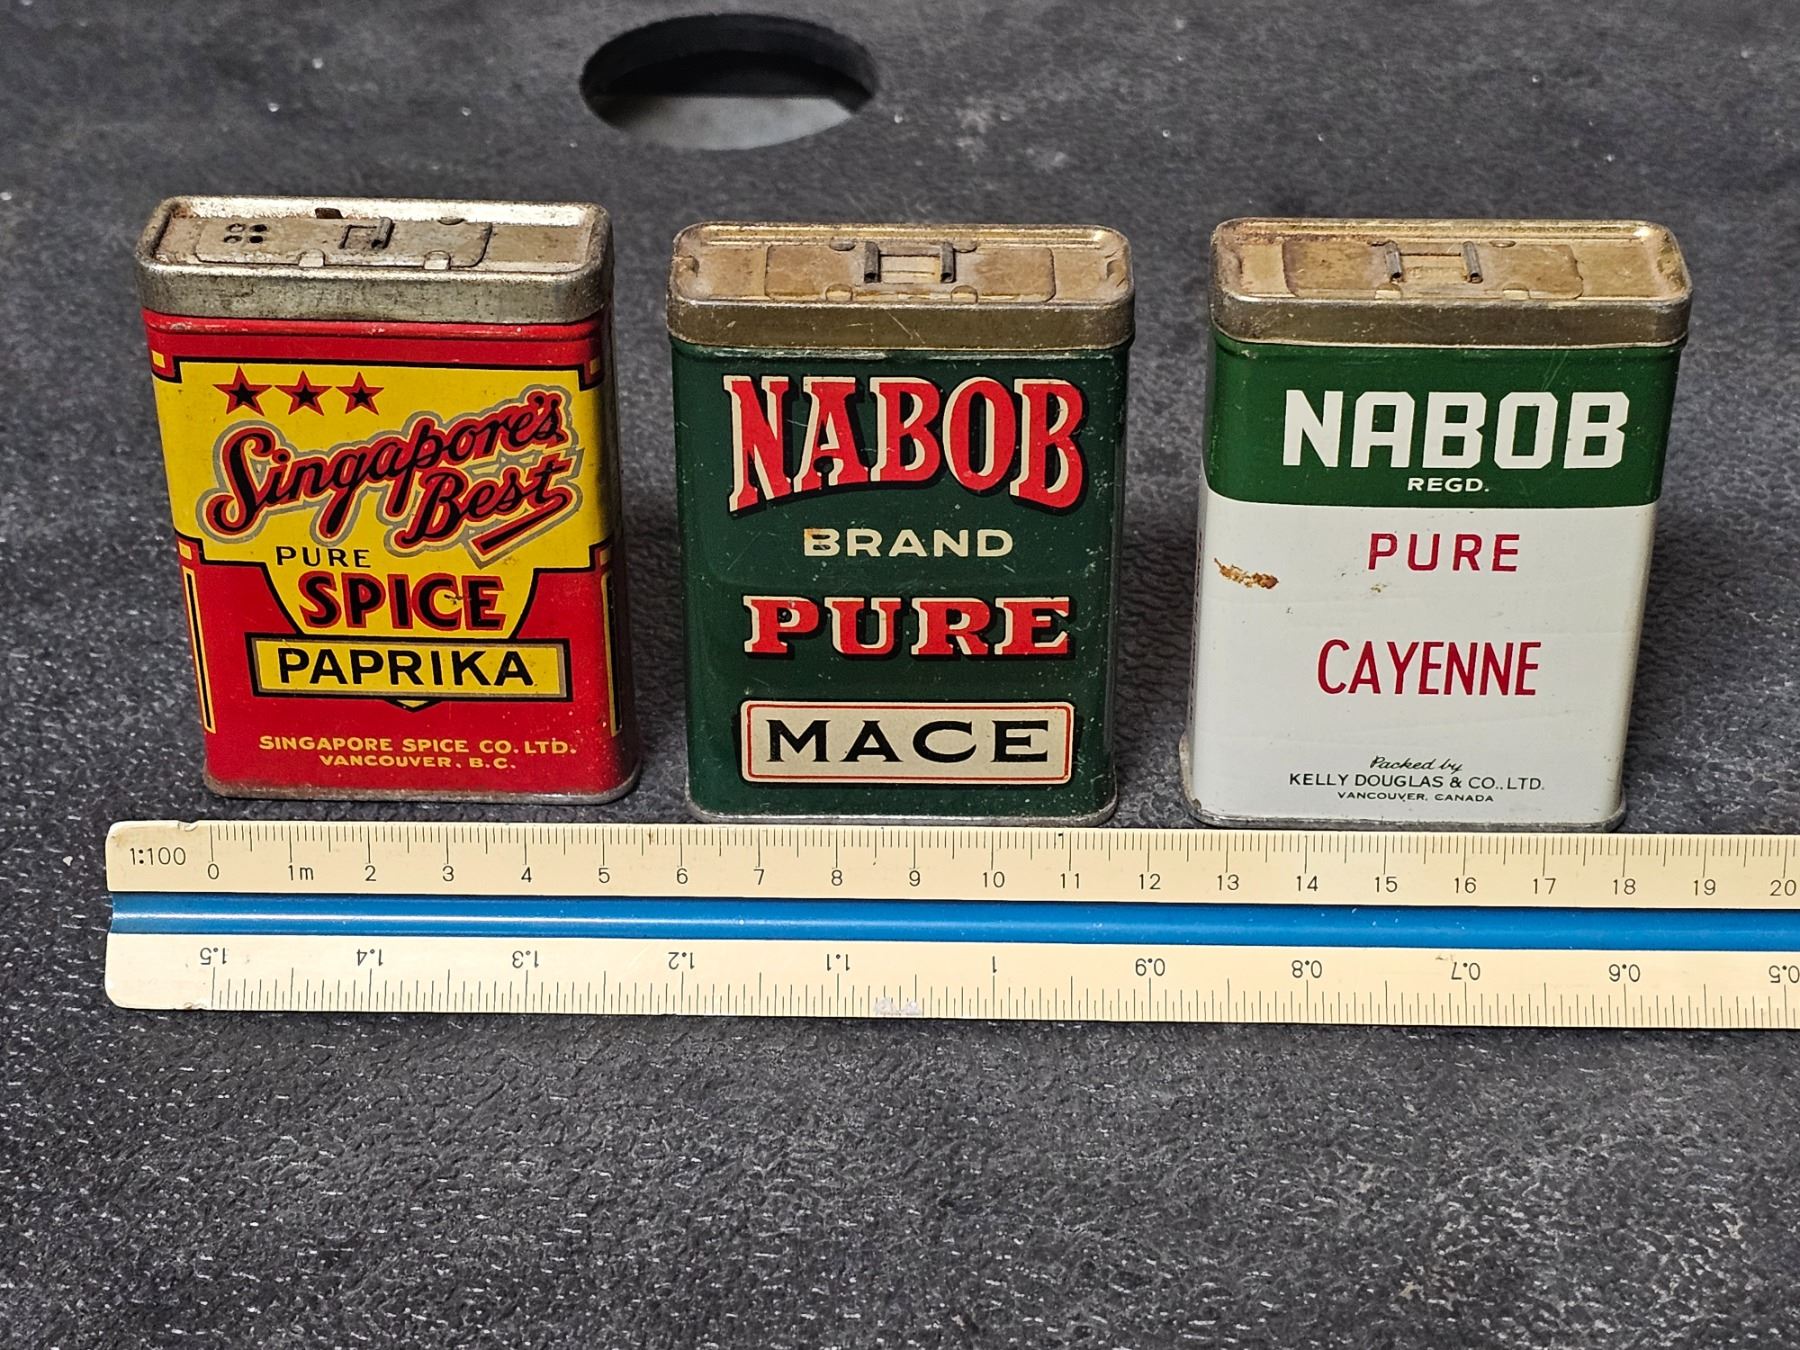 Singapore's
Best
PURE
SPICE
PAPRIKA
SINGAPORE SPICE CO. LTD.
VANCOUVER, B.C.
NABOB
BRAND
PURE
MACE
NABOB
REGD.
PURE
CAYENNE
Packed by
KELLY DOUGLAS & CO., LTD.
VANCOUVER, CANADA
1:100 0 1m 2 3 4 5 6 7 8 9 10 11 12 13 14 15 16 17 18 19 20
1.5 1.4 1.3 1.2 1.1 1 0.9 0.8 0.7 0.6 0.5